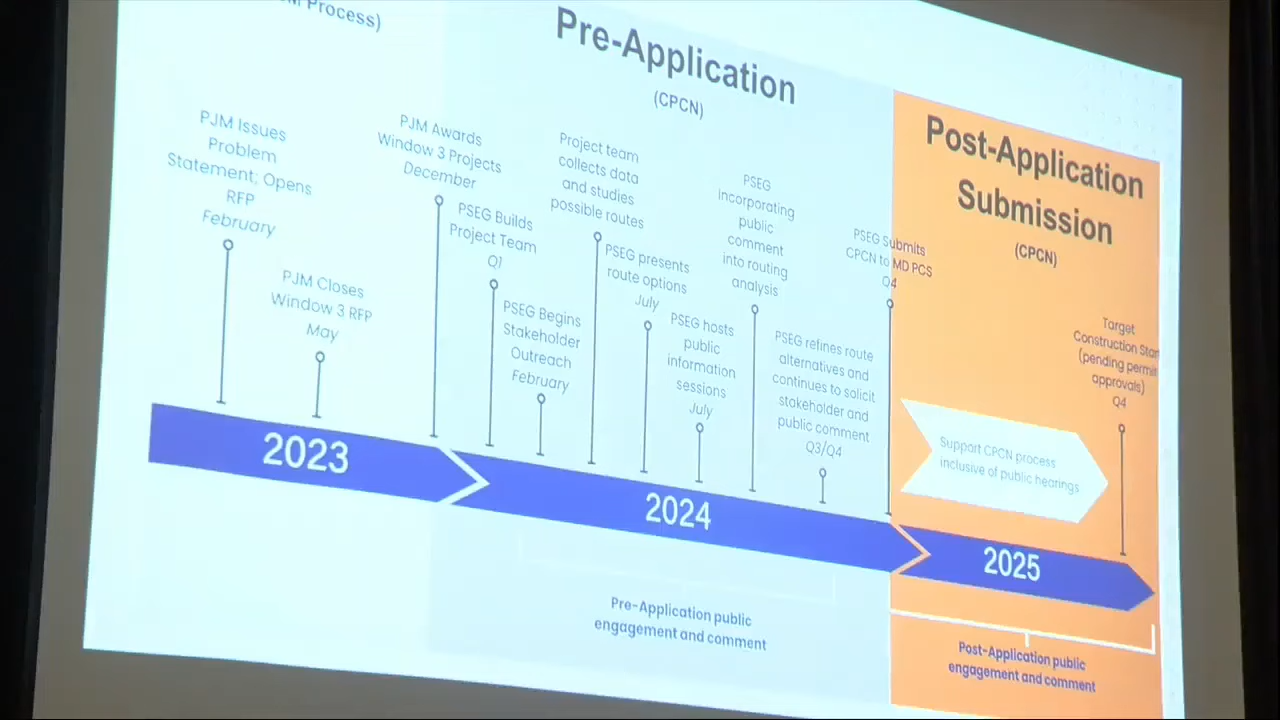 Process)
Pre-Application
(CPCN)
Post-Application
Submission
(CPCN)
PJM Issues
Problem
Statement; Opens
RFP
February
PJM Closes
Window 3 RFP
May
PJM Awards
Window 3 Projects
December
PSEG Builds
Project Team
Q1
PSEG Begins
Stakeholder
Outreach
February
Project team
collects data
and studies
possible routes
PSEG presents
route options
July
PSEG hosts
public
information
sessions
July
PSEG
incorporating
public
comment
into routing
analysis
PSEG refines route
alternatives and
continues to solicit
stakeholder and
public comment
Q3/Q4
PSEG Submits
CPCN to MD PCS
Q4
Target
Construction Star
(pending permit
approvals)
Q4
Support CPCN process
inclusive of public hearings
2023
2024
2025
Pre-Application public
engagement and comment
Post-Application public
engagement and comment